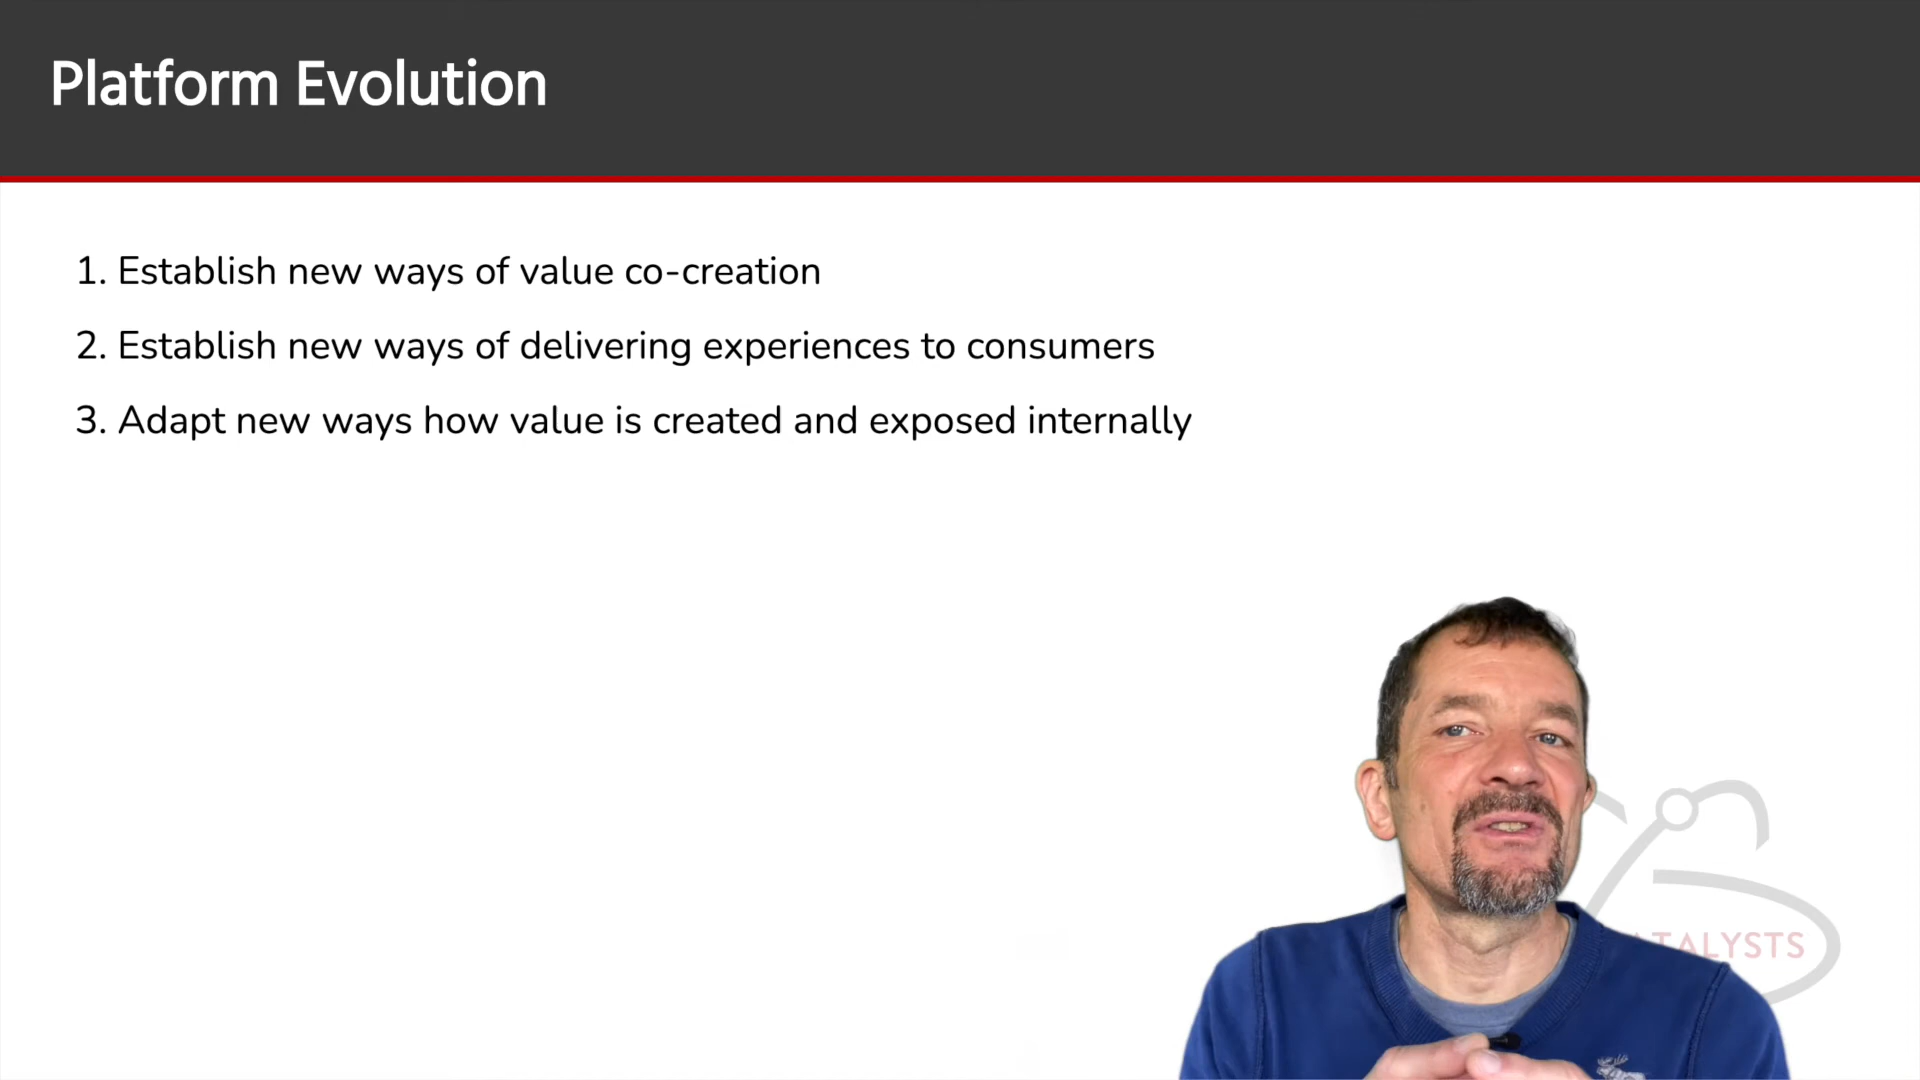 Platform Evolution
1. Establish new ways of value co-creation
2. Establish new ways of delivering experiences to consumers
3. Adapt new ways how value is created and exposed internally